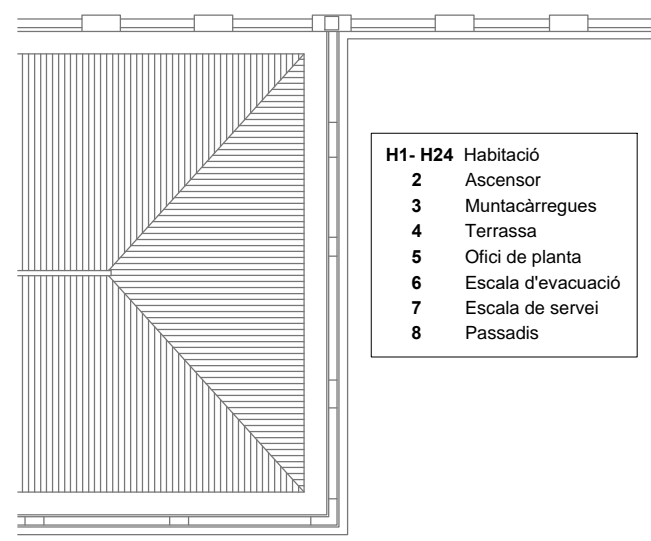 H1- H24 Habitació
2 Ascensor
3 Muntacàrregues
4 Terrassa
5 Ofici de planta
6 Escala d'evacuació
7 Escala de servei
8 Passadis